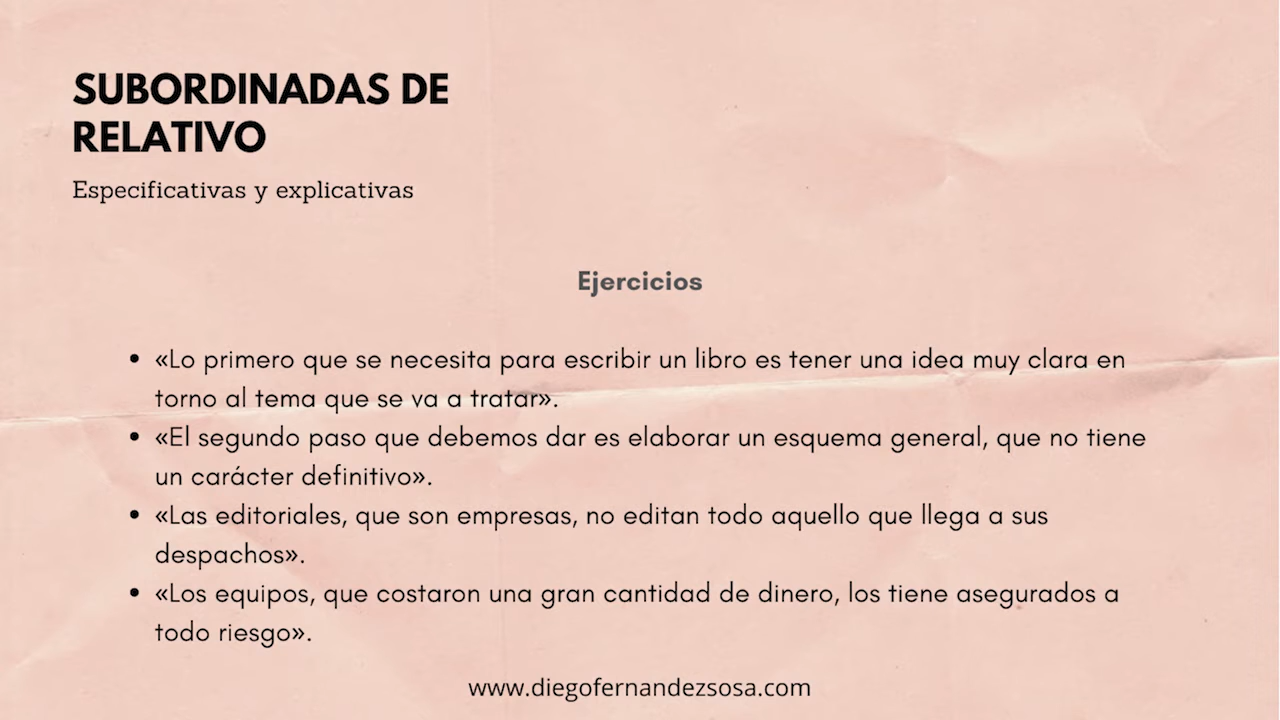 SUBORDINADAS DE
RELATIVO
Especificativas y explicativas
Ejercicios
• «Lo primero que se necesita para escribir un libro es tener una idea muy clara en
torno al tema que se va a tratar».
• «El segundo paso que debemos dar es elaborar un esquema general, que no tiene
un carácter definitivo».
• «Las editoriales, que son empresas, no editan todo aquello que llega a sus
despachos».
• «Los equipos, que costaron una gran cantidad de dinero, los tiene asegurados a
todo riesgo».
www.diegofernandezsosa.com